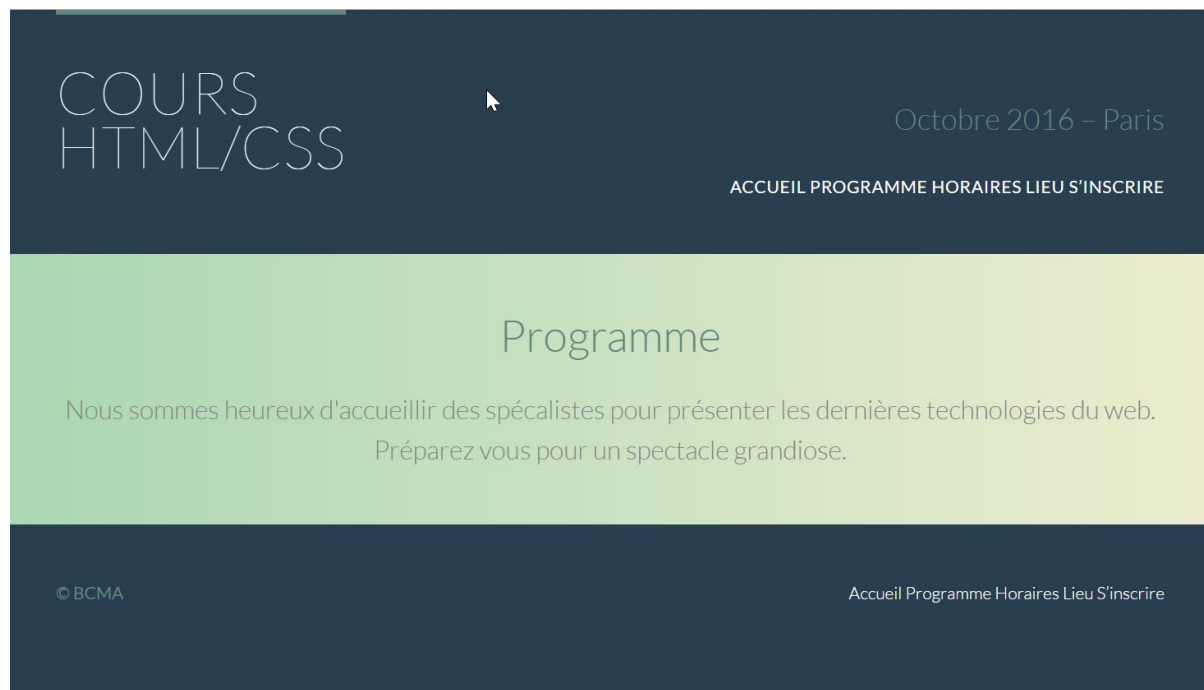 COURS
HTML/CSS
Octobre 2016 – Paris
ACCUEIL PROGRAMME HORAIRES LIEU S’INSCRIRE
Programme
Nous sommes heureux d'accueillir des spécalistes pour présenter les dernières technologies du web.
Préparez vous pour un spectacle grandiose.
© BCMA
Accueil Programme Horaires Lieu S’inscrire